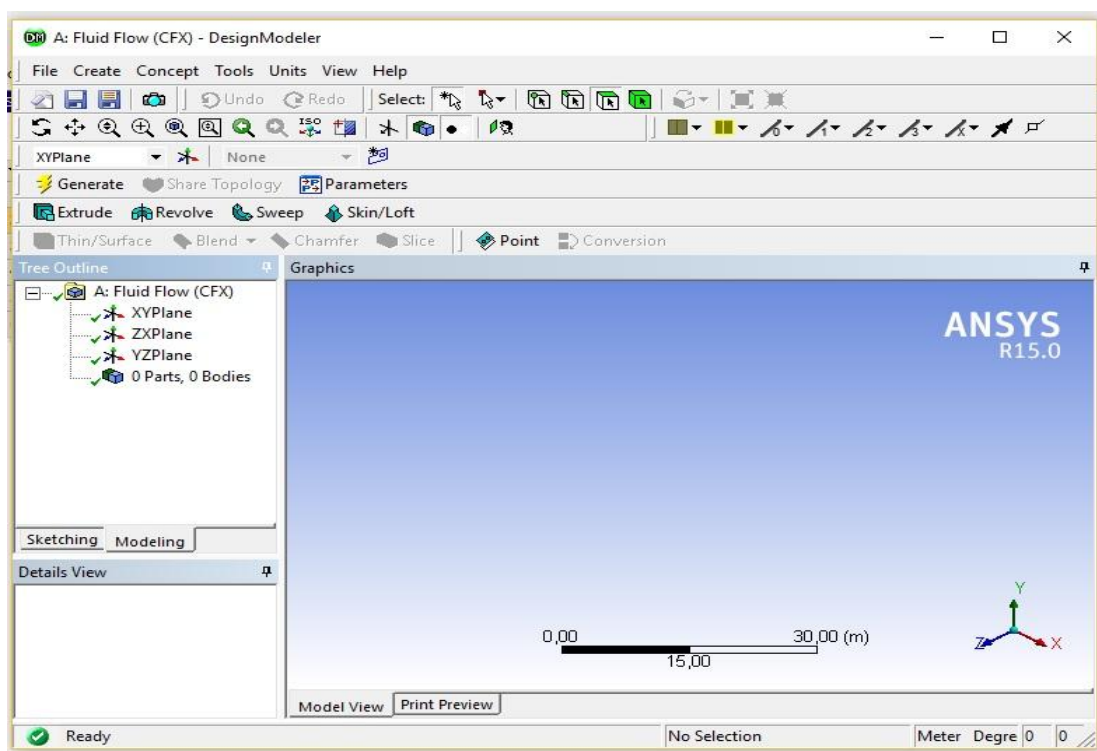 A: Fluid Flow (CFX) - DesignModeler
File Create Concept Tools Units View Help
Undo Redo Select:
ISO
XYPlane None
Generate Share Topology Parameters
Extrude Revolve Sweep Skin/Loft
Thin/Surface Blend Chamfer Slice Point Conversion
Tree Outline
A: Fluid Flow (CFX)
XYPlane
ZXPlane
YZPlane
0 Parts, 0 Bodies
Sketching Modeling
Details View
Graphics
ANSYS
R15.0
Y
Z X
0,00 30,00 (m)
15,00
Model View Print Preview
Ready No Selection Meter Degre 0 0